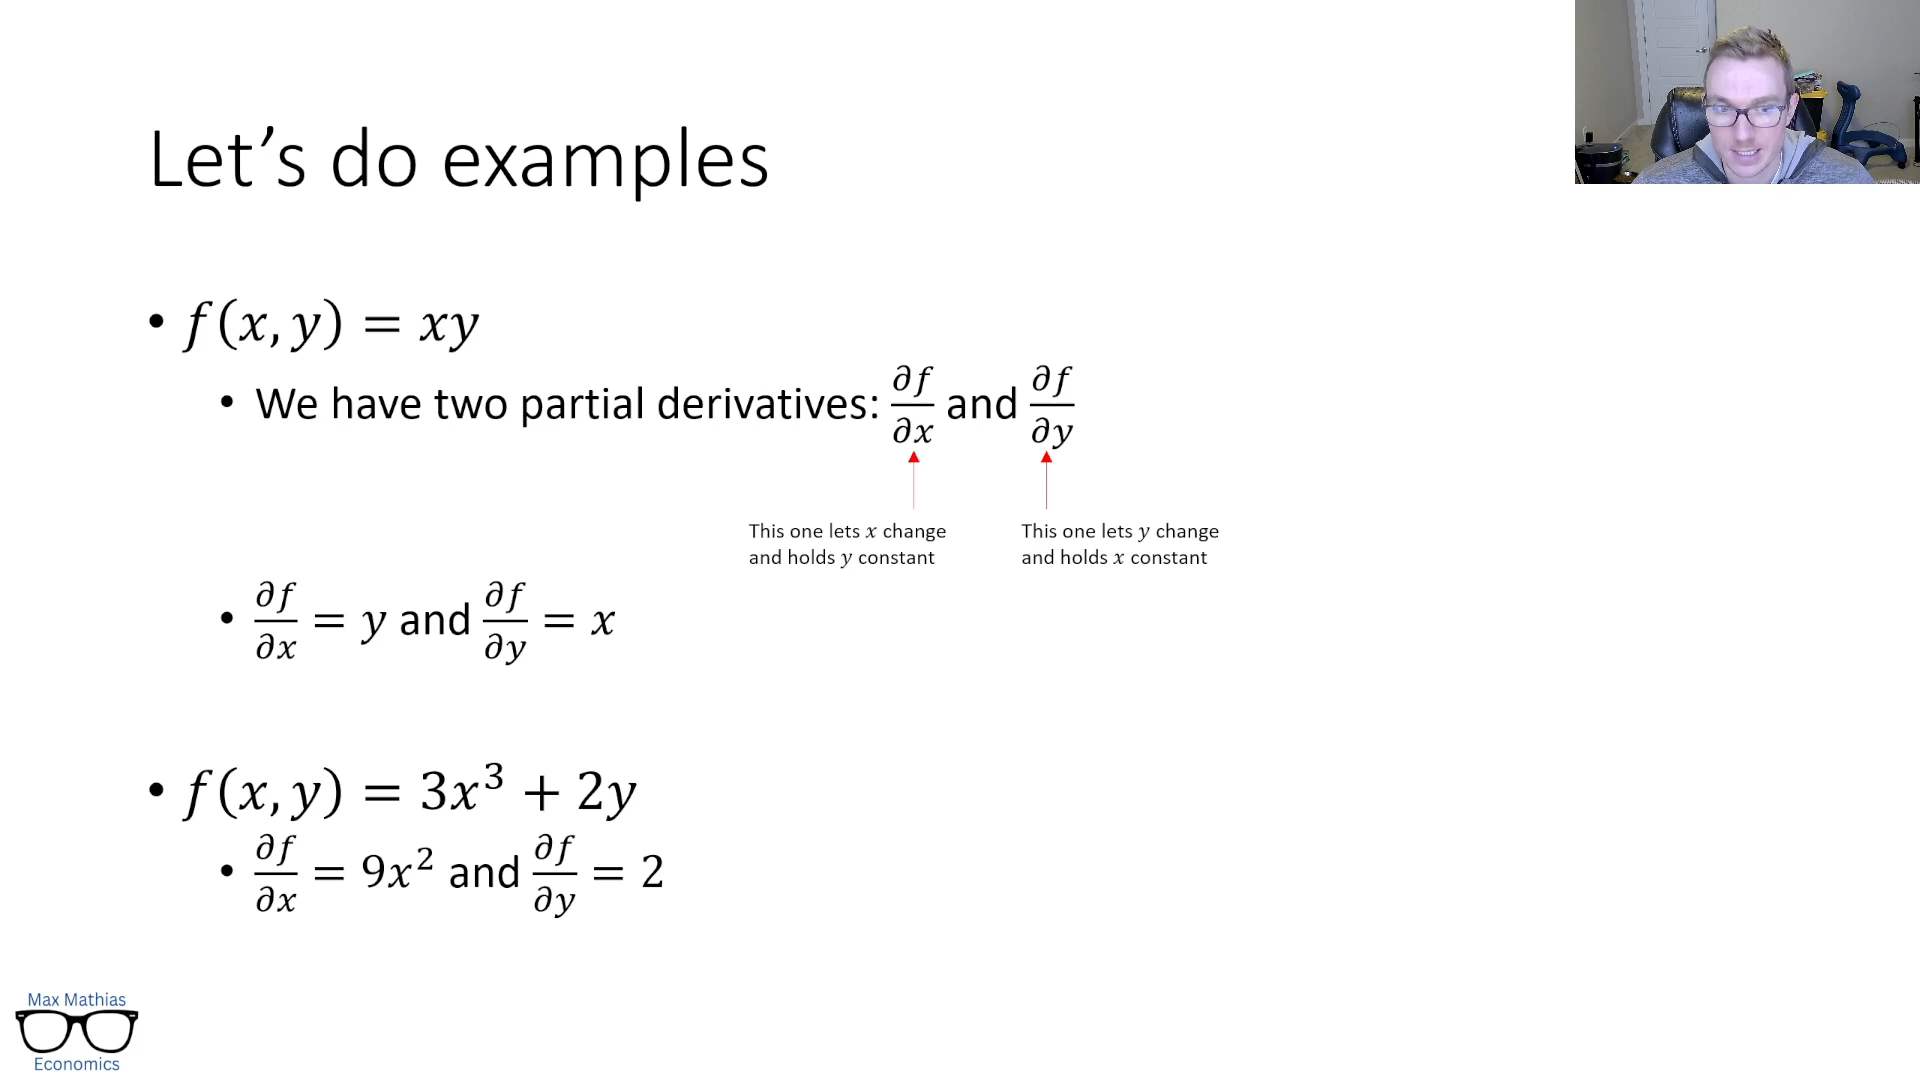 Let's do examples
• 𝑓(𝑥, 𝑦) = 𝑥𝑦
• We have two partial derivatives: ∂𝑓/∂𝑥 and ∂𝑓/∂𝑦
This one lets 𝑥 change
and holds 𝑦 constant
This one lets 𝑦 change
and holds 𝑥 constant
• ∂𝑓/∂𝑥 = 𝑦 and ∂𝑓/∂𝑦 = 𝑥
• 𝑓(𝑥, 𝑦) = 3𝑥³ + 2𝑦
• ∂𝑓/∂𝑥 = 9𝑥² and ∂𝑓/∂𝑦 = 2
Max Mathias
Economics